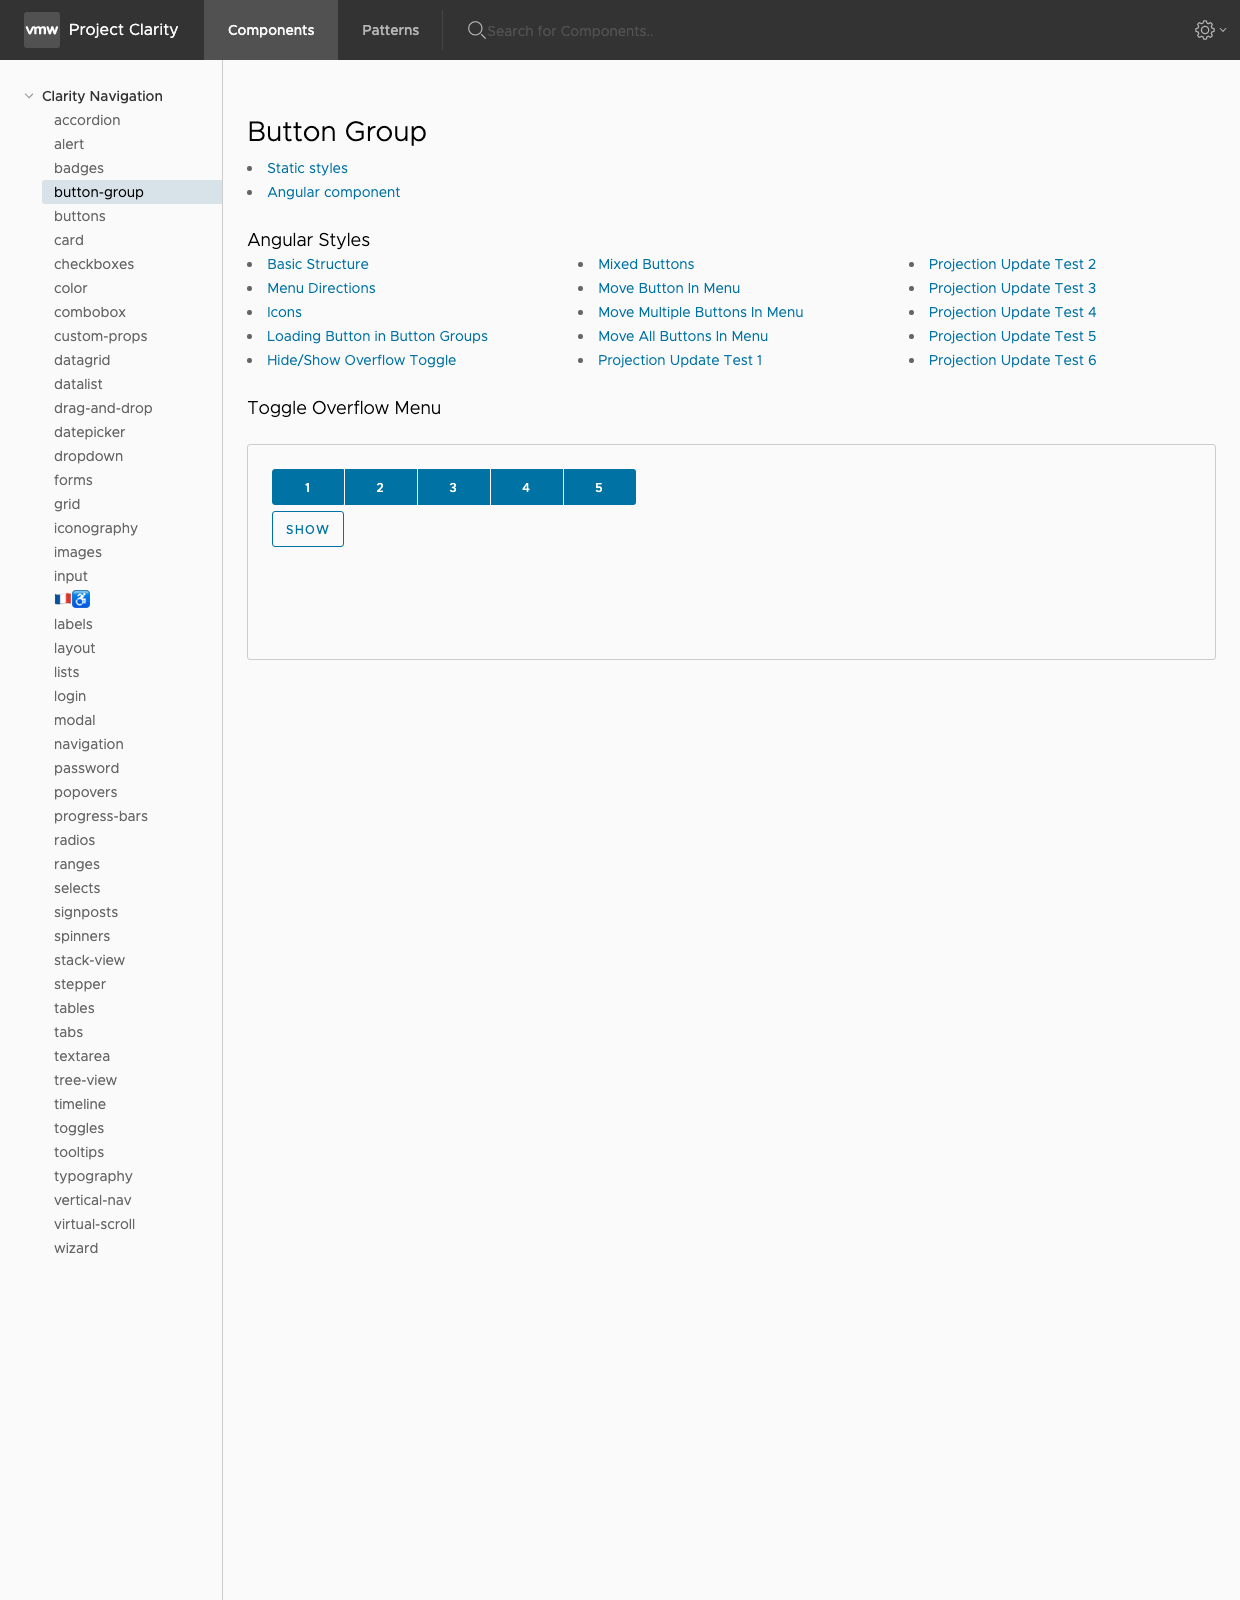 vmw Project Clarity Components Patterns Search for Components..
Clarity Navigation
accordion
alert
badges
button-group
buttons
card
checkboxes
color
combobox
custom-props
datagrid
datalist
drag-and-drop
datepicker
dropdown
forms
grid
iconography
images
input
🇫🇷♿
labels
layout
lists
login
modal
navigation
password
popovers
progress-bars
radios
ranges
selects
signposts
spinners
stack-view
stepper
tables
tabs
textarea
tree-view
timeline
toggles
tooltips
typography
vertical-nav
virtual-scroll
wizard
Button Group
Static styles
Angular component
Angular Styles
Basic Structure
Menu Directions
Icons
Loading Button in Button Groups
Hide/Show Overflow Toggle
Mixed Buttons
Move Button In Menu
Move Multiple Buttons In Menu
Move All Buttons In Menu
Projection Update Test 1
Projection Update Test 2
Projection Update Test 3
Projection Update Test 4
Projection Update Test 5
Projection Update Test 6
Toggle Overflow Menu
1 2 3 4 5
SHOW